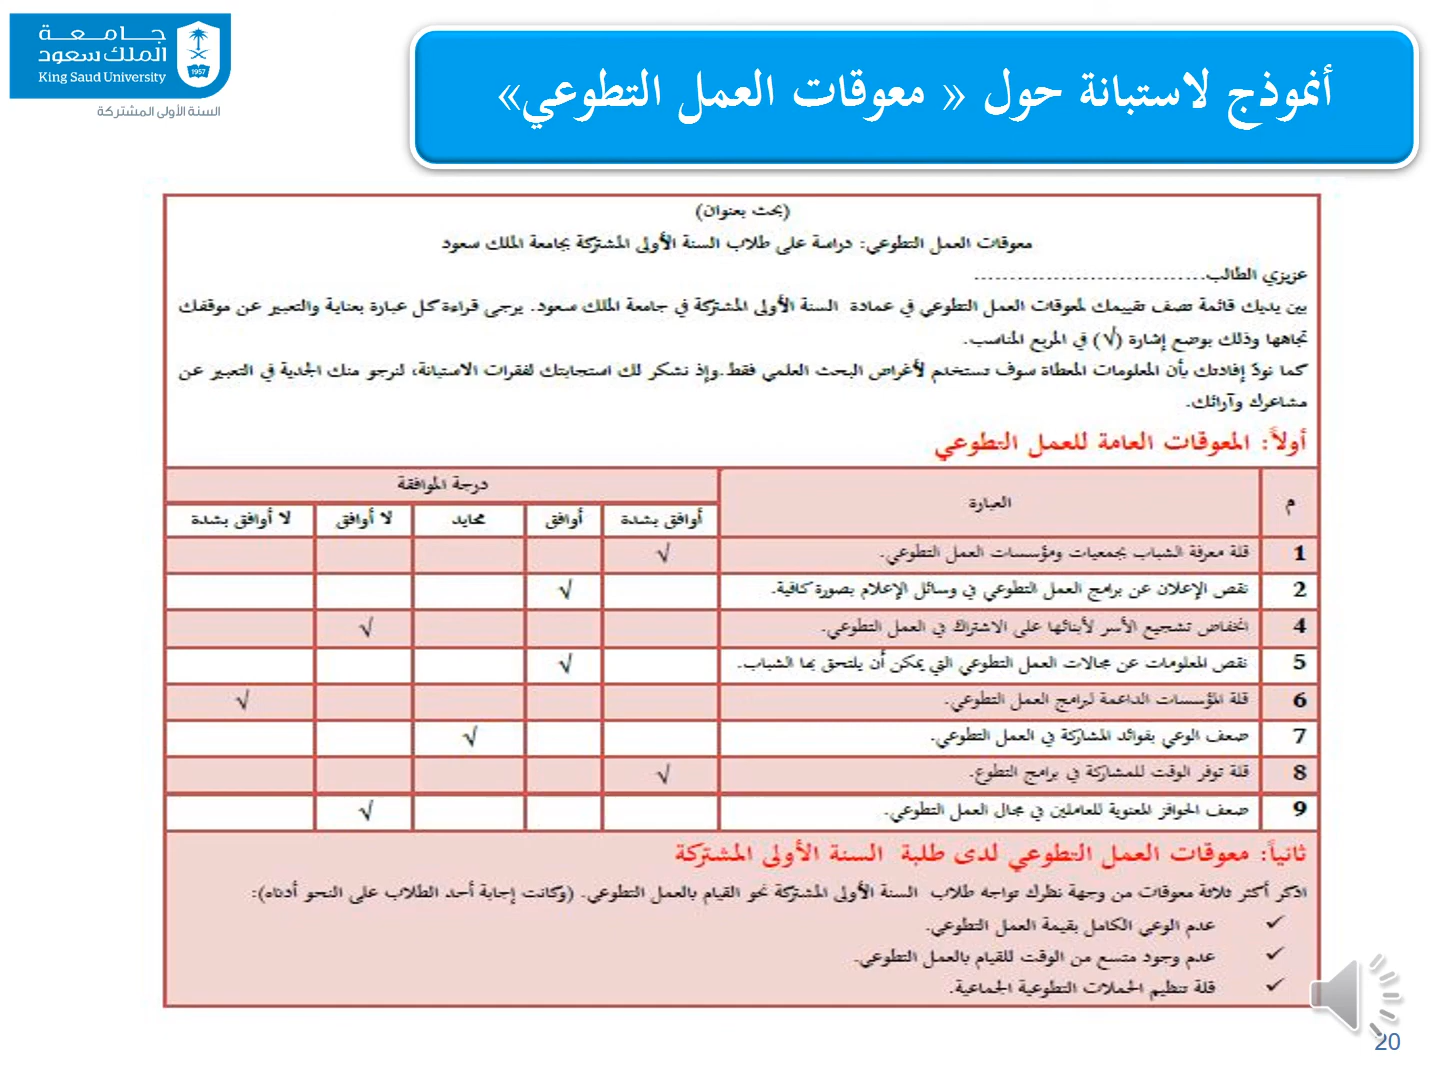 جامعة
الملك سعود
King Saud University
1957
السنة الأولى المشتركة
أنموذج لاستبانة حول « معوقات العمل التطوعي»
(بحث بعنوان)
معوقات العمل التطوعي: دراسة على طلاب السنة الأولى المشتركة بجامعة الملك سعود
عزيزي الطالب................................
بين يديك قائمة تصف تقييمك لمعوقات العمل التطوعي في عمادة السنة الأولى المشتركة في جامعة الملك سعود. يرجى قراءة كل عبارة بعناية والتعبير عن موقفك
تجاهها وذلك بوضع إشارة (√) في المربع المناسب.
كما نودّ إفادتك بأن المعلومات المعطاة سوف تستخدم لأغراض البحث العلمي فقط.وإذ نشكر لك استجابتك لفقرات الاستبانة، لنرجو منك الجدية في التعبير عن
مشاعرك وآرائك.
أولاً: المعوقات العامة للعمل التطوعي
م العبارة درجة الموافقة
أوافق بشدة أوافق محايد لا أوافق لا أوافق بشدة
1 قلة معرفة الشباب بجمعيات ومؤسسات العمل التطوعي. √
2 نقص الإعلان عن برامج العمل التطوعي في وسائل الإعلام بصورة كافية. √
4 انخفاض تشجيع الأسر لأبنائها على الاشتراك في العمل التطوعي. √
5 نقص المعلومات عن مجالات العمل التطوعي التي يمكن أن يلتحق بها الشباب. √
6 قلة المؤسسات الداعمة لبرامج العمل التطوعي. √
7 ضعف الوعي بفوائد المشاركة في العمل التطوعي. √
8 قلة توفر الوقت للمشاركة في برامج التطوع. √
9 ضعف الحوافز المعنوية للعاملين في مجال العمل التطوعي. √
ثانياً: معوقات العمل التطوعي لدى طلبة السنة الأولى المشتركة
اذكر أكثر ثلاثة معوقات من وجهة نظرك تواجه طلاب السنة الأولى المشتركة نحو القيام بالعمل التطوعي. (وكانت إجابة أحد الطلاب على النحو أدناه):
✓ عدم الوعي الكامل بقيمة العمل التطوعي.
✓ عدم وجود متسع من الوقت للقيام بالعمل التطوعي.
✓ قلة تنظيم الحملات التطوعية الجماعية.
20